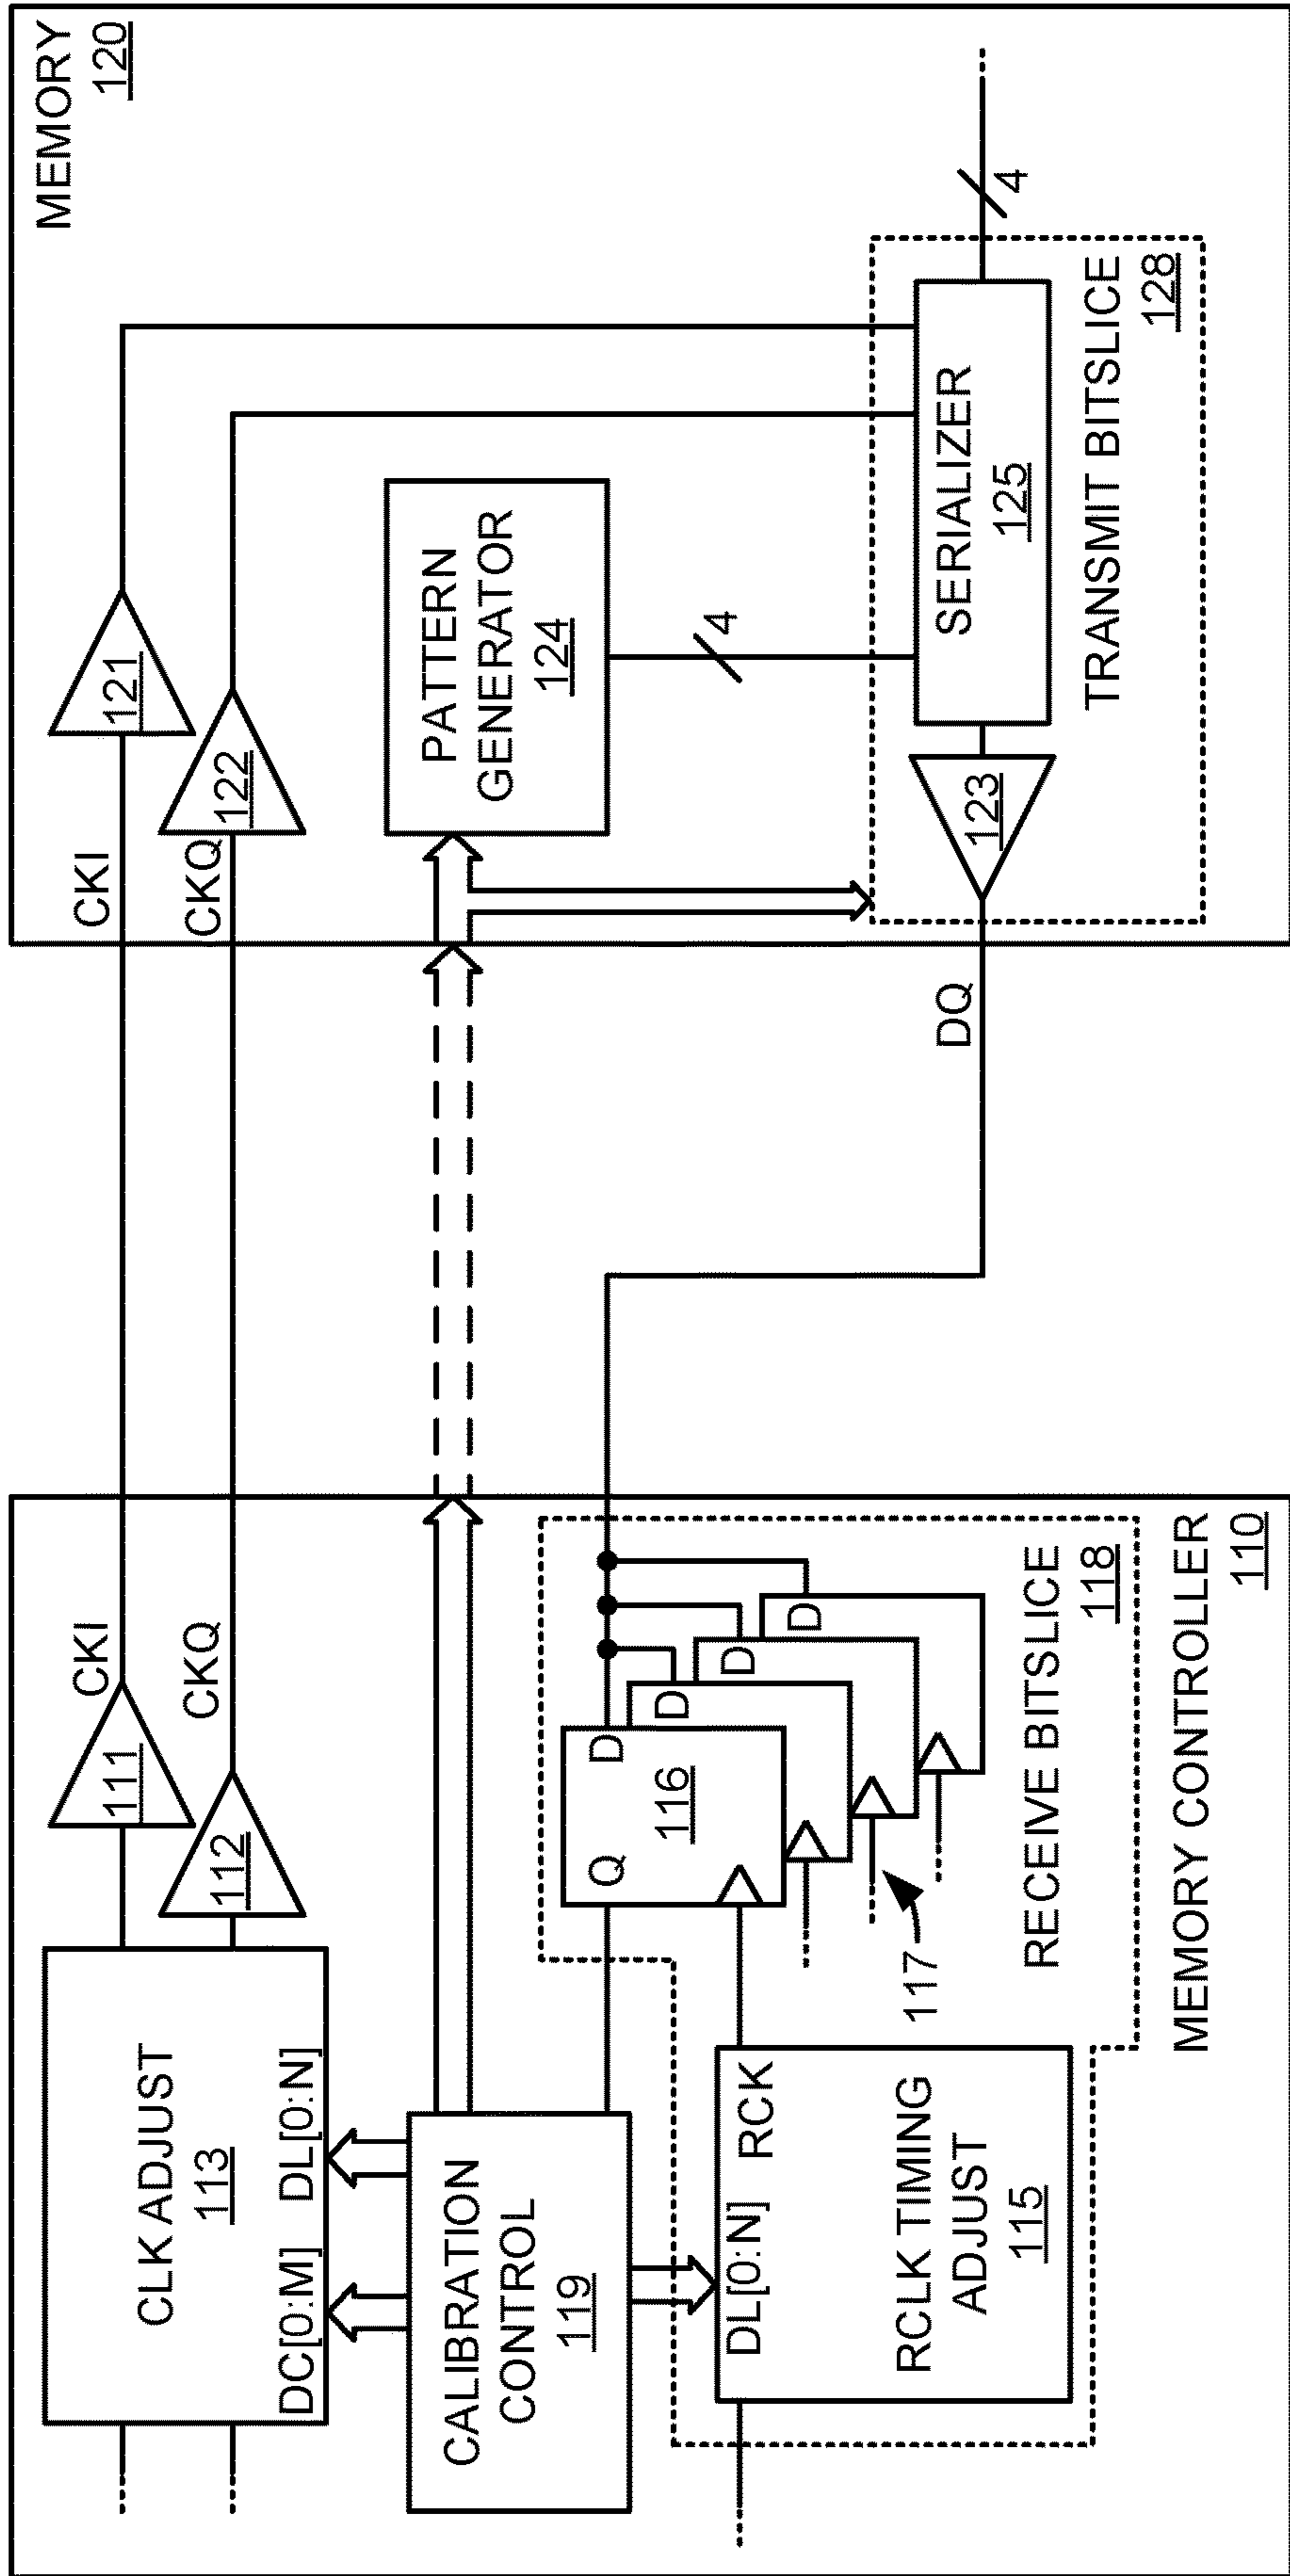 CLK ADJUST
113
DC[0:M]
DL[0:N]
111
112
CKI
CKQ
CKI
CKQ
121
122
MEMORY
120
CALIBRATION
CONTROL
119
PATTERN
GENERATOR
124
4
Q
D
116
D
D
D
117
DL[0:N]
RCK
RCLK TIMING
ADJUST
115
RECEIVE BITSLICE
118
MEMORY CONTROLLER
110
DQ
123
SERIALIZER
125
4
TRANSMIT BITSLICE
128